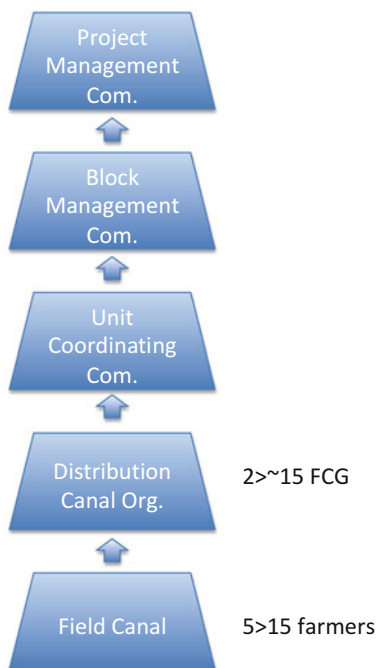 Project
Management
Com.
Block
Management
Com.
Unit
Coordinating
Com.
Distribution
Canal Org.
2>~15 FCG
Field Canal
5>15 farmers